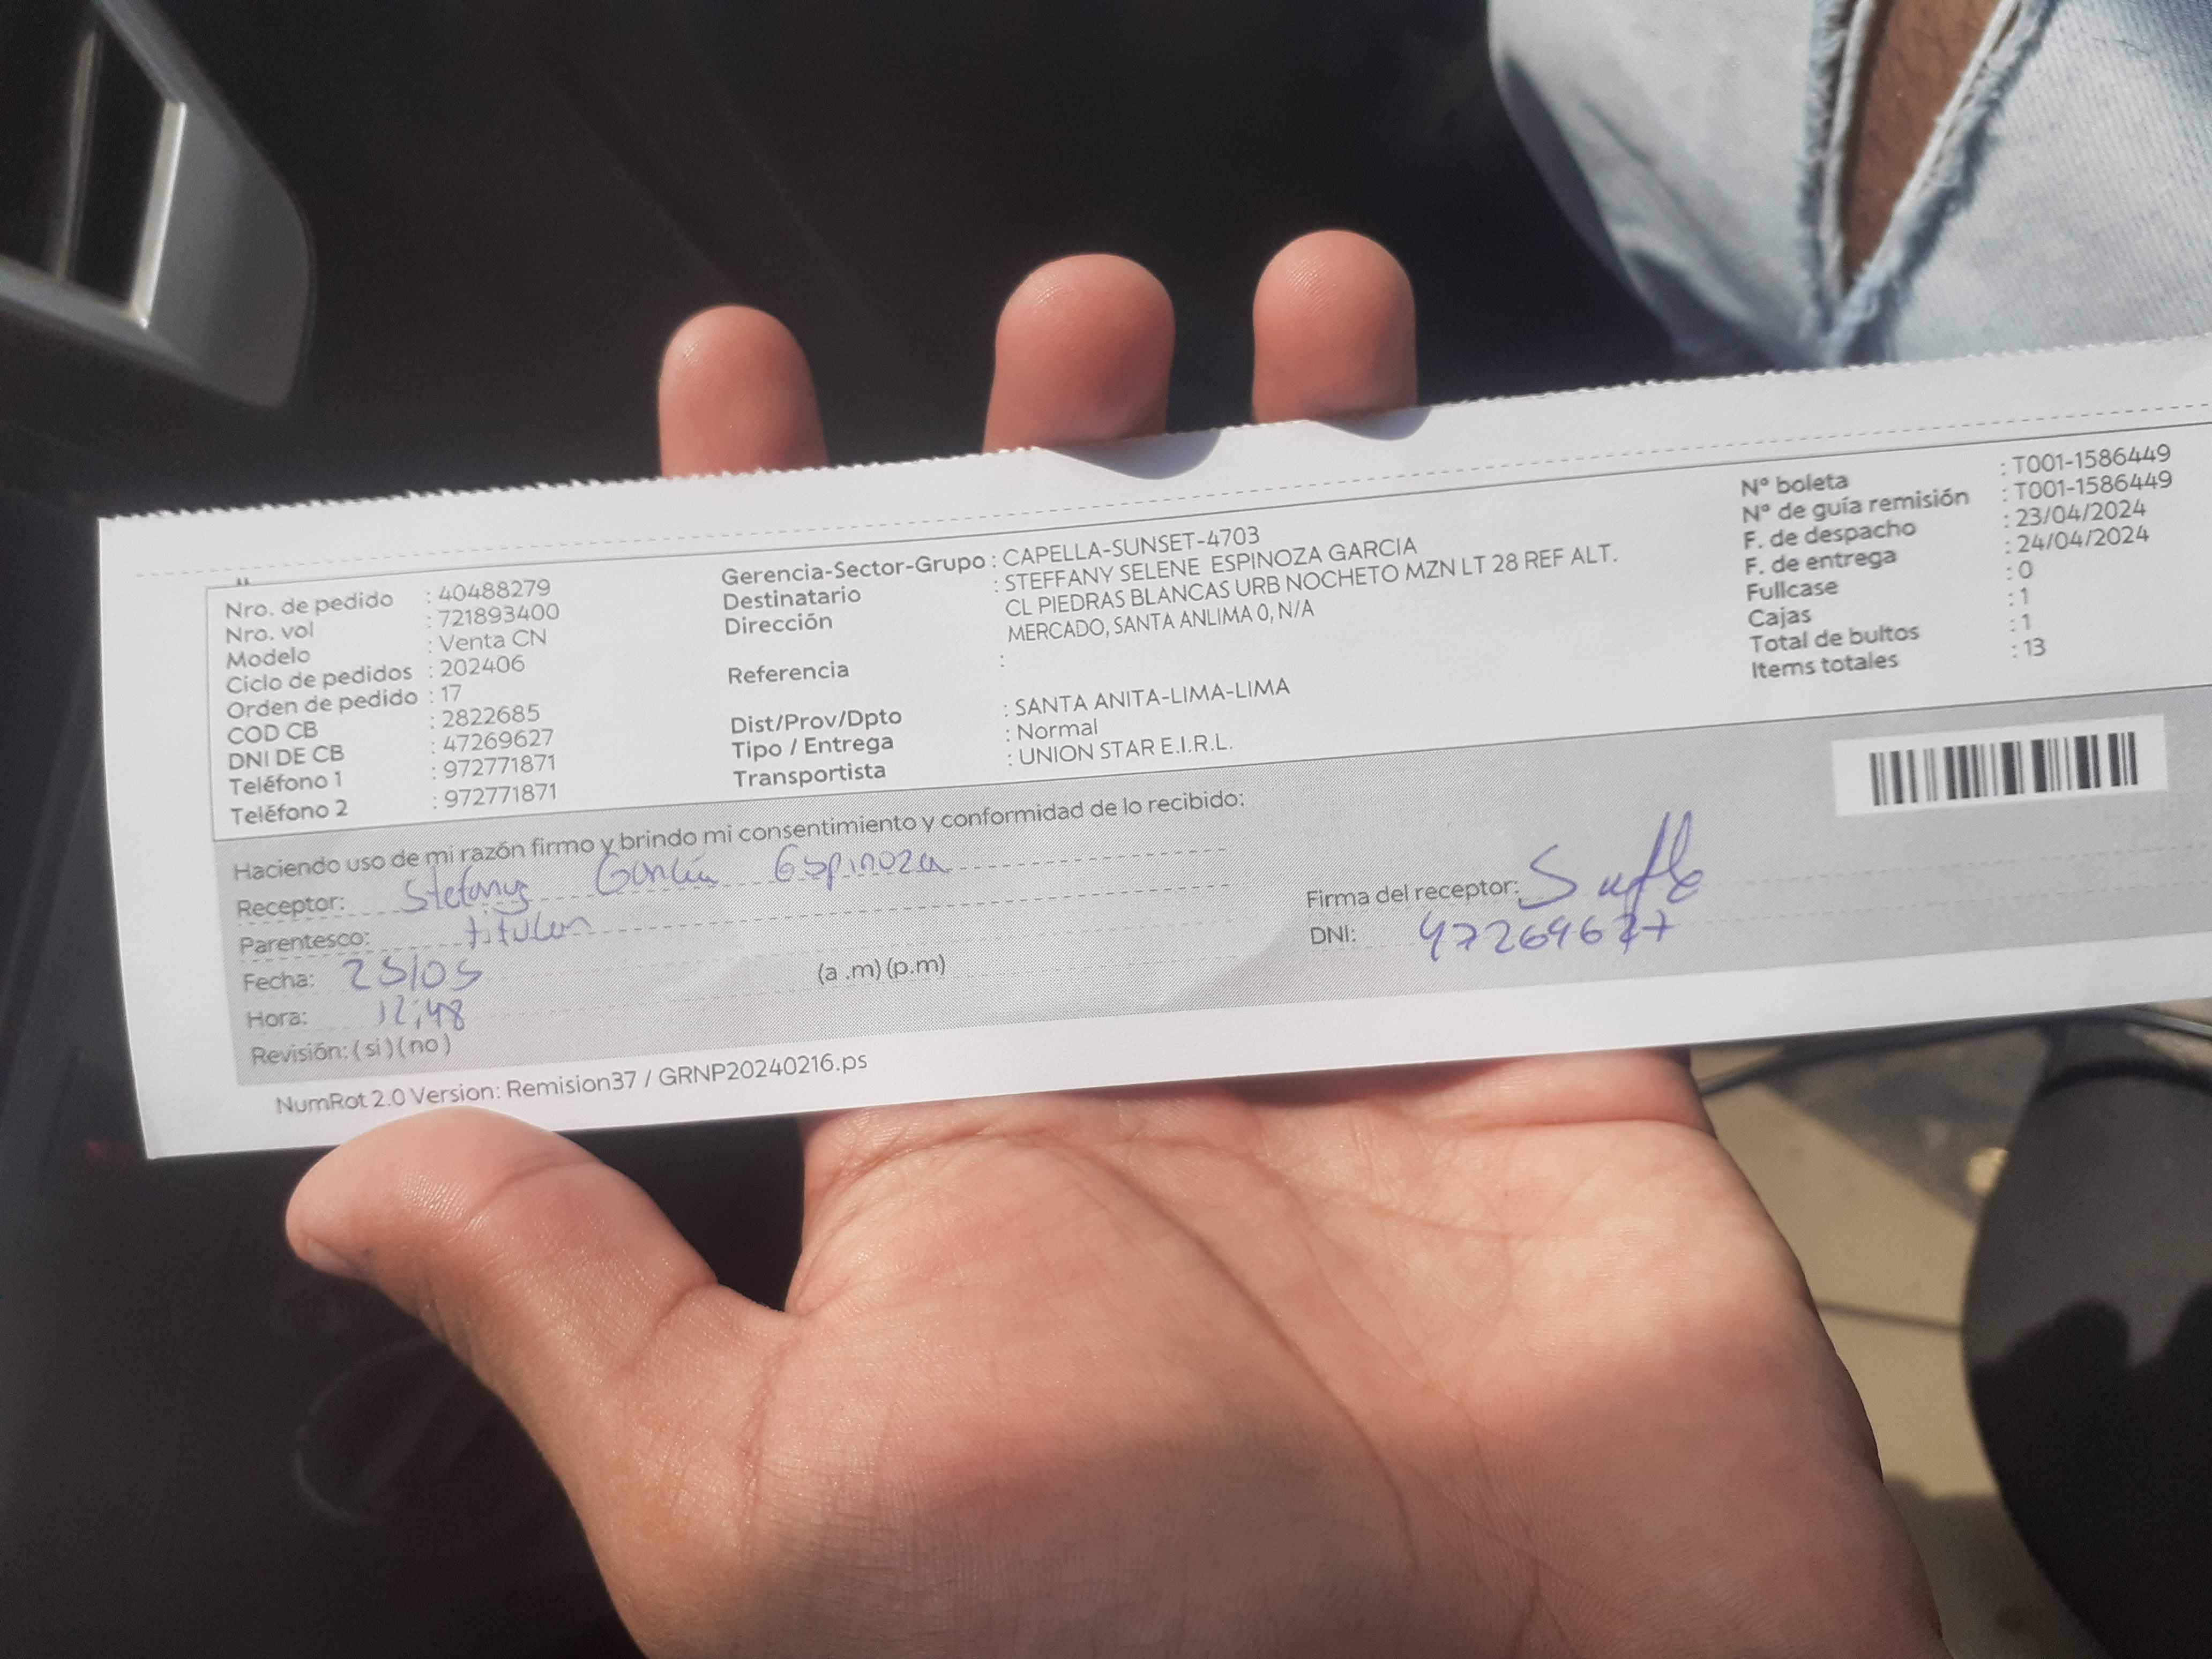 Nro. de pedido : 40488279
Nro. vol : 721893400
Modelo : Venta CN
Ciclo de pedidos : 202406
Orden de pedido : 17
COD CB : 2822685
DNI DE CB : 47269627
Teléfono 1 : 972771871
Teléfono 2 : 972771871
Gerencia-Sector-Grupo : CAPELLA-SUNSET-4703
Destinatario : STEFFANY SELENE ESPINOZA GARCIA
Dirección CL PIEDRAS BLANCAS URB NOCHETO MZN LT 28 REF ALT.
MERCADO, SANTA ANLIMA 0, N/A
Referencia :
Dist/Prov/Dpto : SANTA ANITA-LIMA-LIMA
Tipo / Entrega : Normal
Transportista : UNION STAR E.I.R.L.
Nº boleta : T001-1586449
Nº de guía remisión : T001-1586449
F. de despacho : 23/04/2024
F. de entrega : 24/04/2024
Fullcase : 0
Cajas : 1
Total de bultos : 1
Items totales : 13
Haciendo uso de mi razón firmo y brindo mi consentimiento y conformidad de lo recibido:
Receptor: Stefany García Espinoza
Parentesco: titular
Fecha: 25/05
Hora: 12:48 (a .m) (p.m)
Revisión: ( si ) ( no )
Firma del receptor:
DNI: 47269627
NumRot 2.0 Version: Remision37 / GRNP20240216.ps